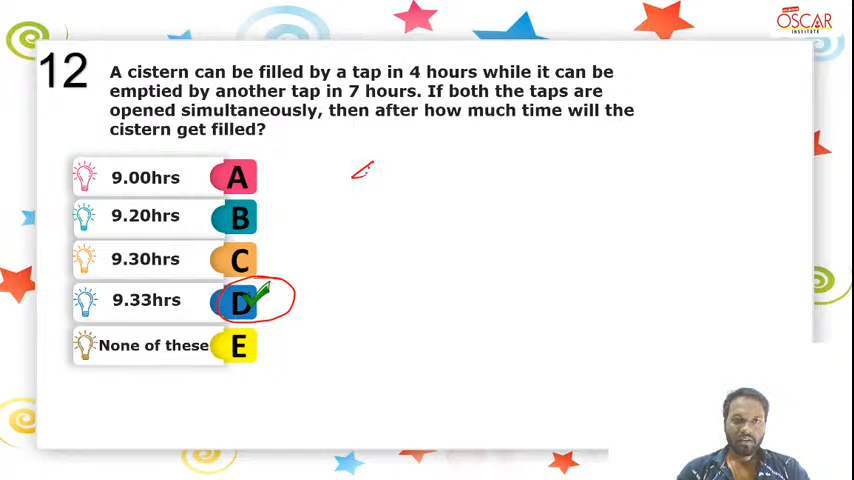 OSCAR
INSTITUTE
12
A cistern can be filled by a tap in 4 hours while it can be
emptied by another tap in 7 hours. If both the taps are
opened simultaneously, then after how much time will the
cistern get filled?
9.00hrs A
9.20hrs B
9.30hrs C
9.33hrs D
None of these E